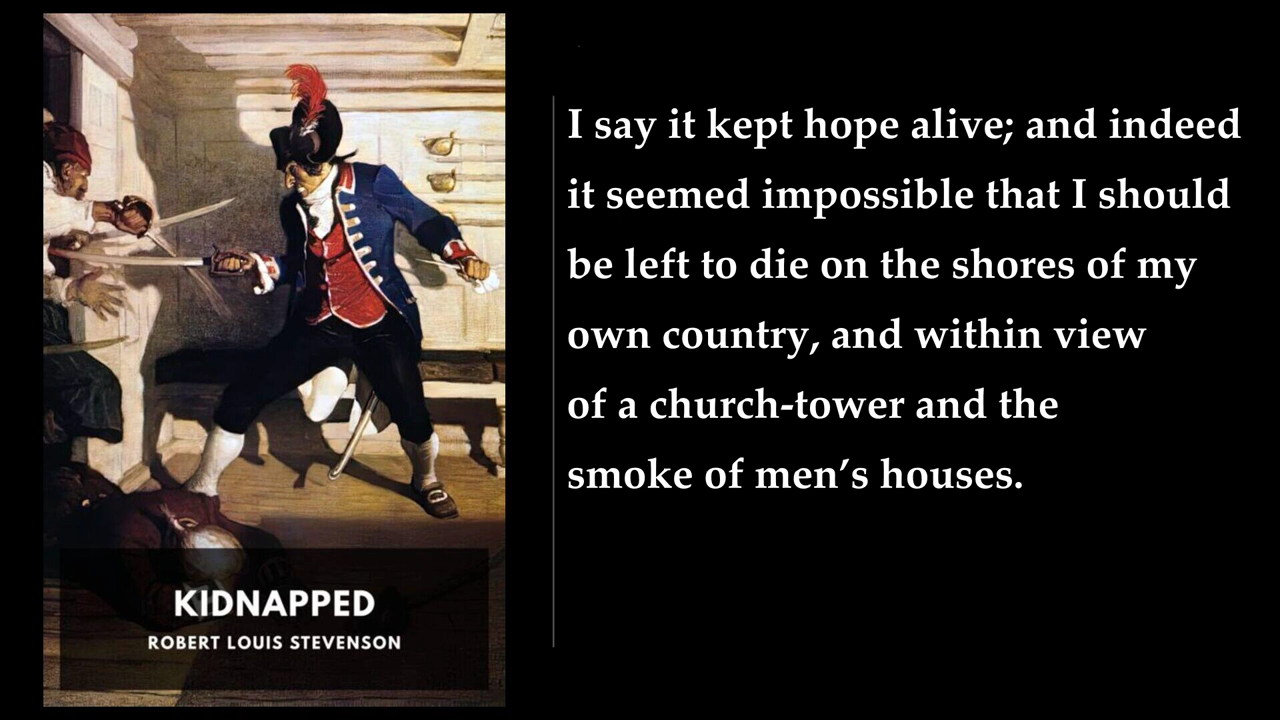 I say it kept hope alive; and indeed
it seemed impossible that I should
be left to die on the shores of my
own country, and within view
of a church-tower and the
smoke of men’s houses.
KIDNAPPED
ROBERT LOUIS STEVENSON